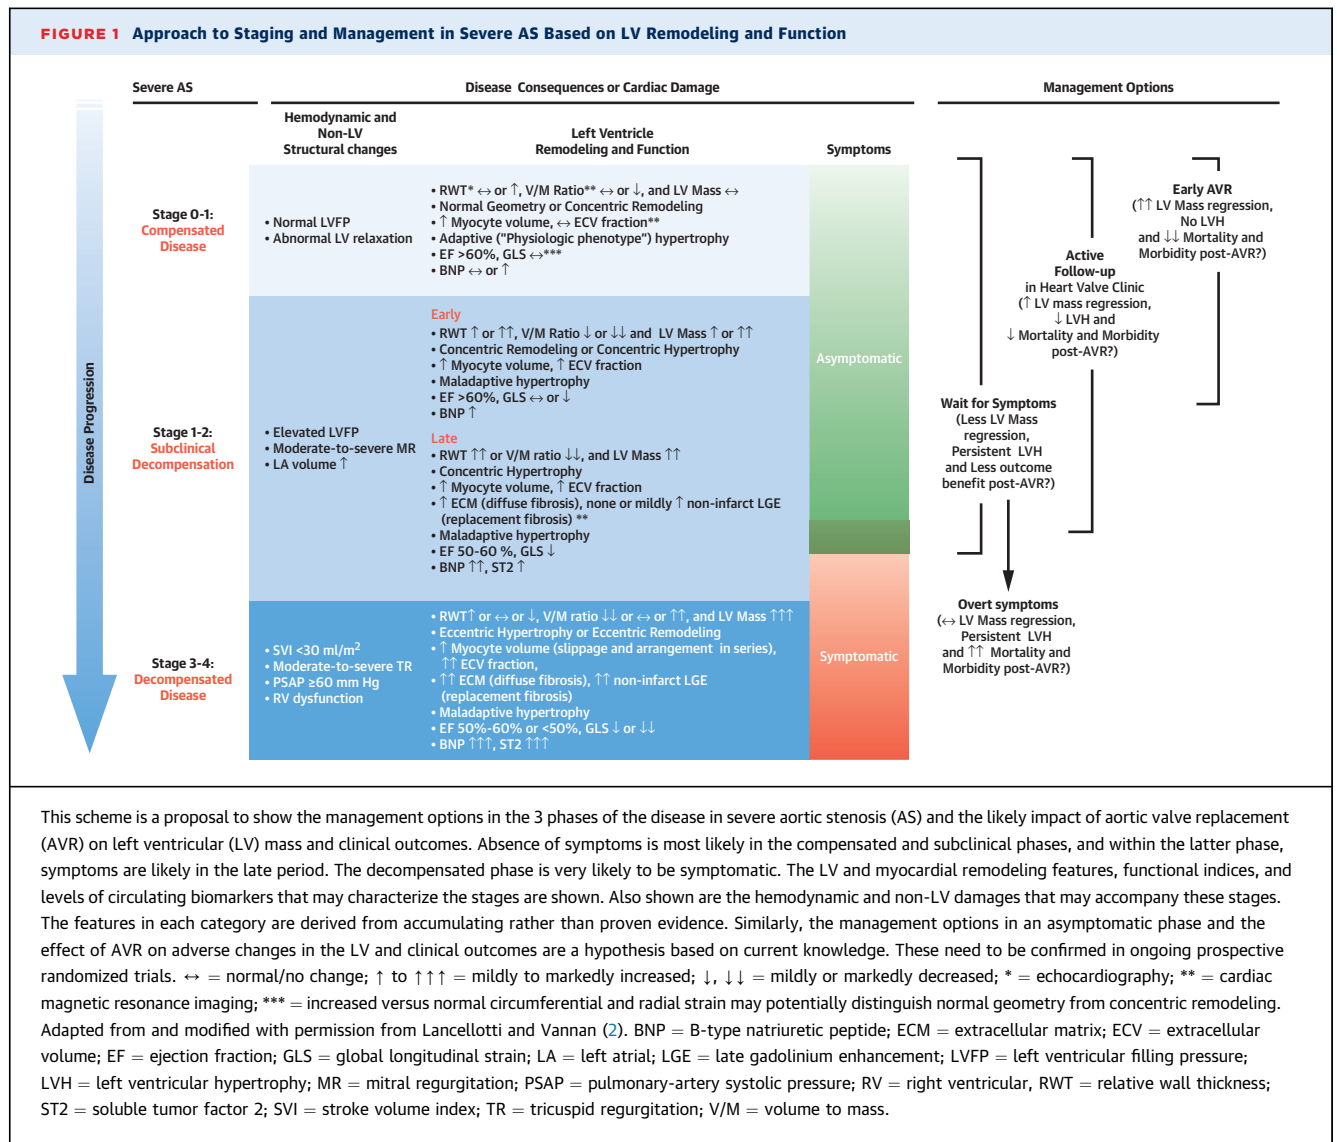 FIGURE 1 Approach to Staging and Management in Severe AS Based on LV Remodeling and Function
Severe AS
Disease Consequences or Cardiac Damage
Management Options
Hemodynamic and
Non-LV
Structural changes
Left Ventricle
Remodeling and Function
Symptoms
Disease Progression
Stage 0-1:
Compensated
Disease
• Normal LVFP
• Abnormal LV relaxation
• RWT* ↔ or ↑, V/M Ratio** ↔ or ↓, and LV Mass ↔
• Normal Geometry or Concentric Remodeling
• ↑ Myocyte volume, ↔ ECV fraction**
• Adaptive ("Physiologic phenotype") hypertrophy
• EF >60%, GLS ↔***
• BNP ↔ or ↑
Stage 1-2:
Subclinical
Decompensation
• Elevated LVFP
• Moderate-to-severe MR
• LA volume ↑
Early
• RWT ↑ or ↑↑, V/M Ratio ↓ or ↓↓ and LV Mass ↑ or ↑↑
• Concentric Remodeling or Concentric Hypertrophy
• ↑ Myocyte volume, ↑ ECV fraction
• Maladaptive hypertrophy
• EF >60%, GLS ↔ or ↓
• BNP ↑
Late
• RWT ↑↑ or V/M ratio ↓↓, and LV Mass ↑↑
• Concentric Hypertrophy
• ↑ Myocyte volume, ↑ ECV fraction
• ↑ ECM (diffuse fibrosis), none or mildly ↑ non-infarct LGE
(replacement fibrosis) **
• Maladaptive hypertrophy
• EF 50-60 %, GLS ↓
• BNP ↑↑, ST2 ↑
Stage 3-4:
Decompensated
Disease
• SVI <30 ml/m²
• Moderate-to-severe TR
• PSAP ≥60 mm Hg
• RV dysfunction
• RWT↑ or ↔ or ↓, V/M ratio ↓↓ or ↔ or ↑↑, and LV Mass ↑↑↑
• Eccentric Hypertrophy or Eccentric Remodeling
• ↑ Myocyte volume (slippage and arrangement in series),
↑↑ ECV fraction,
• ↑↑ ECM (diffuse fibrosis), ↑↑ non-infarct LGE
(replacement fibrosis)
• Maladaptive hypertrophy
• EF 50%-60% or <50%, GLS ↓ or ↓↓
• BNP ↑↑↑, ST2 ↑↑↑
Asymptomatic
Symptomatic
Early AVR
(↑↑ LV Mass regression,
No LVH
and ↓↓ Mortality and
Morbidity post-AVR?)
Active
Follow-up
in Heart Valve Clinic
(↑ LV mass regression,
↓ LVH and
↓ Mortality and Morbidity
post-AVR?)
Wait for Symptoms
(Less LV Mass
regression,
Persistent LVH
and Less outcome
benefit post-AVR?)
Overt symptoms
(↔ LV Mass regression,
Persistent LVH
and ↑↑ Mortality and
Morbidity post-AVR?)
This scheme is a proposal to show the management options in the 3 phases of the disease in severe aortic stenosis (AS) and the likely impact of aortic valve replacement
(AVR) on left ventricular (LV) mass and clinical outcomes. Absence of symptoms is most likely in the compensated and subclinical phases, and within the latter phase,
symptoms are likely in the late period. The decompensated phase is very likely to be symptomatic. The LV and myocardial remodeling features, functional indices, and
levels of circulating biomarkers that may characterize the stages are shown. Also shown are the hemodynamic and non-LV damages that may accompany these stages.
The features in each category are derived from accumulating rather than proven evidence. Similarly, the management options in an asymptomatic phase and the
effect of AVR on adverse changes in the LV and clinical outcomes are a hypothesis based on current knowledge. These need to be confirmed in ongoing prospective
randomized trials. ↔ = normal/no change; ↑ to ↑↑↑ = mildly to markedly increased; ↓, ↓↓ = mildly or markedly decreased; * = echocardiography; ** = cardiac
magnetic resonance imaging; *** = increased versus normal circumferential and radial strain may potentially distinguish normal geometry from concentric remodeling.
Adapted from and modified with permission from Lancellotti and Vannan (2). BNP = B-type natriuretic peptide; ECM = extracellular matrix; ECV = extracellular
volume; EF = ejection fraction; GLS = global longitudinal strain; LA = left atrial; LGE = late gadolinium enhancement; LVFP = left ventricular filling pressure;
LVH = left ventricular hypertrophy; MR = mitral regurgitation; PSAP = pulmonary-artery systolic pressure; RV = right ventricular, RWT = relative wall thickness;
ST2 = soluble tumor factor 2; SVI = stroke volume index; TR = tricuspid regurgitation; V/M = volume to mass.